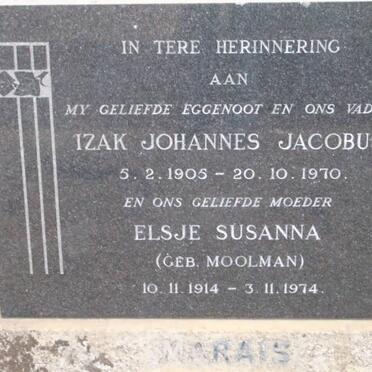 IN TERE HERINNERING
AAN
MY GELIEFDE EGGENOOT EN ONS VAD
IZAK JOHANNES JACOBU
5. 2. 1905 – 20. 10. 1970.
EN ONS GELIEFDE MOEDER
ELSJE SUSANNA
(GEB. MOOLMAN)
10. 11. 1914 – 3. 11. 1974.
MARAIS